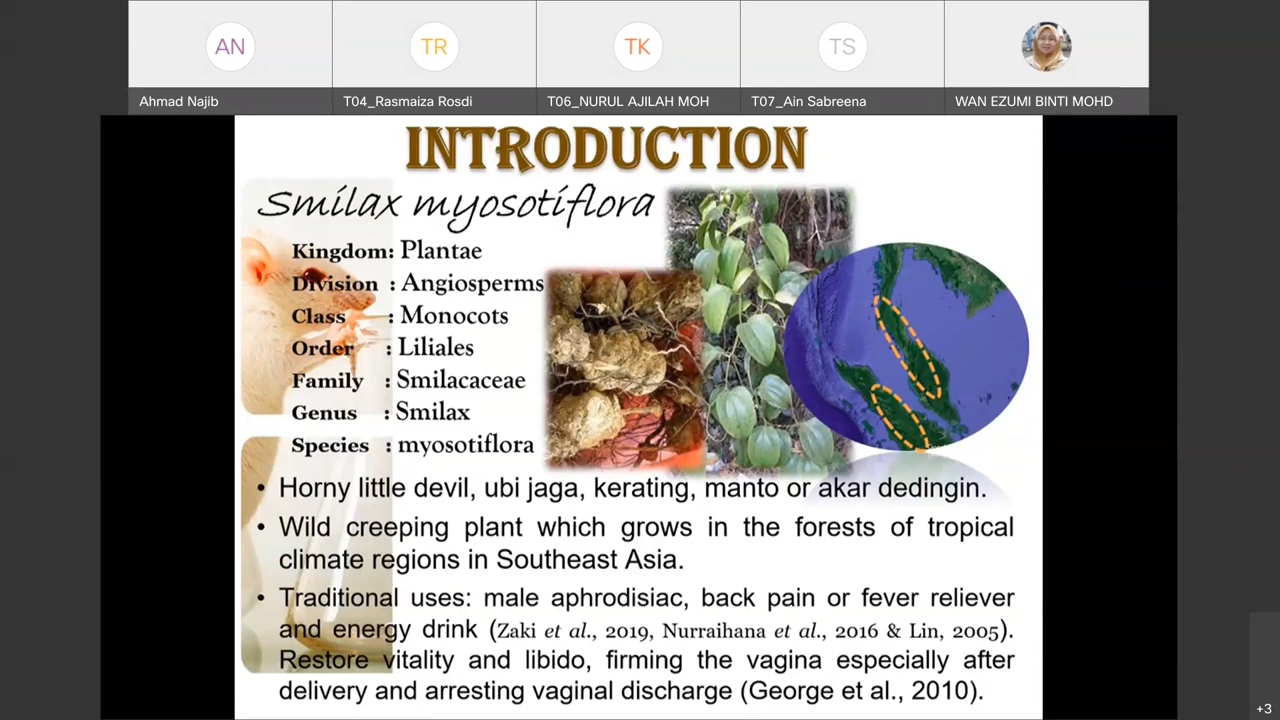 AN
TR
TK
TS
Ahmad Najib
T04_Rasmaiza Rosdi
T06_NURUL AJILAH MOH
T07_Ain Sabreena
WAN EZUMI BINTI MOHD
INTRODUCTION
Smilax myosotiflora
Kingdom: Plantae
Division : Angiosperms
Class : Monocots
Order : Liliales
Family : Smilacaceae
Genus : Smilax
Species : myosotiflora
• Horny little devil, ubi jaga, kerating, manto or akar dedingin.
• Wild creeping plant which grows in the forests of tropical
climate regions in Southeast Asia.
• Traditional uses: male aphrodisiac, back pain or fever reliever
and energy drink (Zaki et al., 2019, Nurraihana et al., 2016 & Lin, 2005).
Restore vitality and libido, firming the vagina especially after
delivery and arresting vaginal discharge (George et al., 2010).
+3